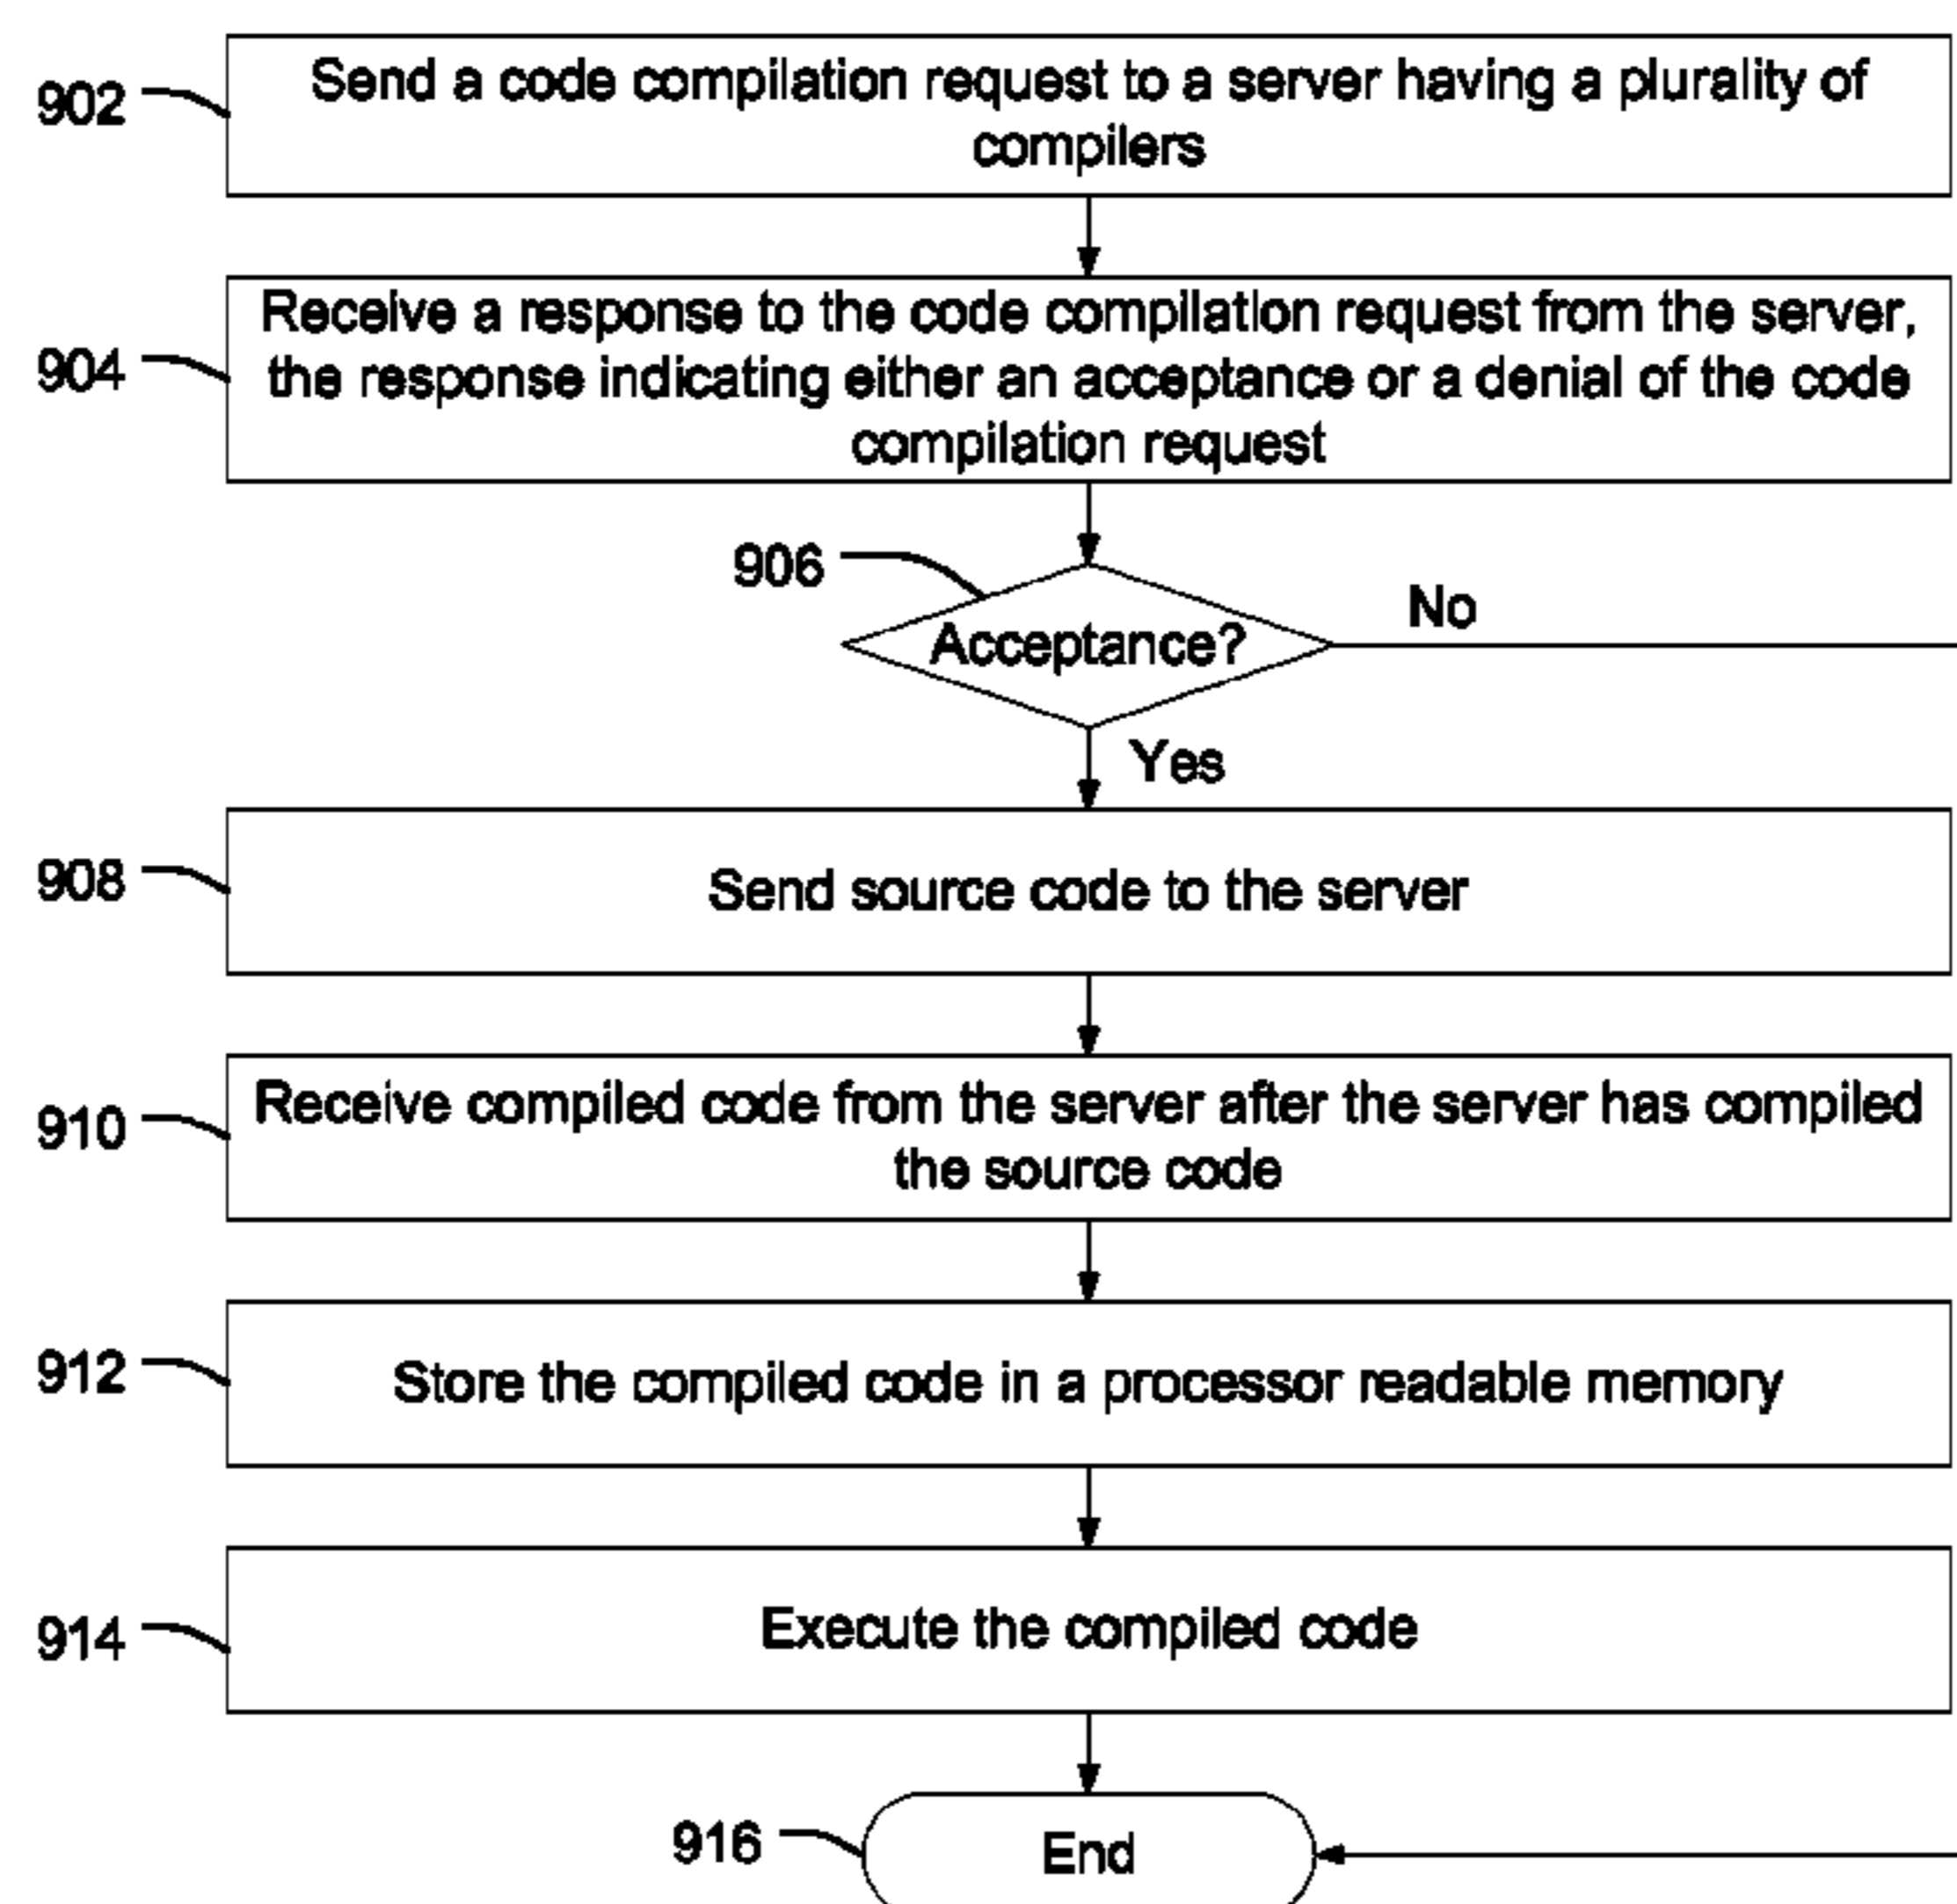 902
Send a code compilation request to a server having a plurality of
compilers
904
Receive a response to the code compilation request from the server,
the response indicating either an acceptance or a denial of the code
compilation request
906
Acceptance?
No
Yes
908
Send source code to the server
910
Receive compiled code from the server after the server has compiled
the source code
912
Store the compiled code in a processor readable memory
914
Execute the compiled code
916
End